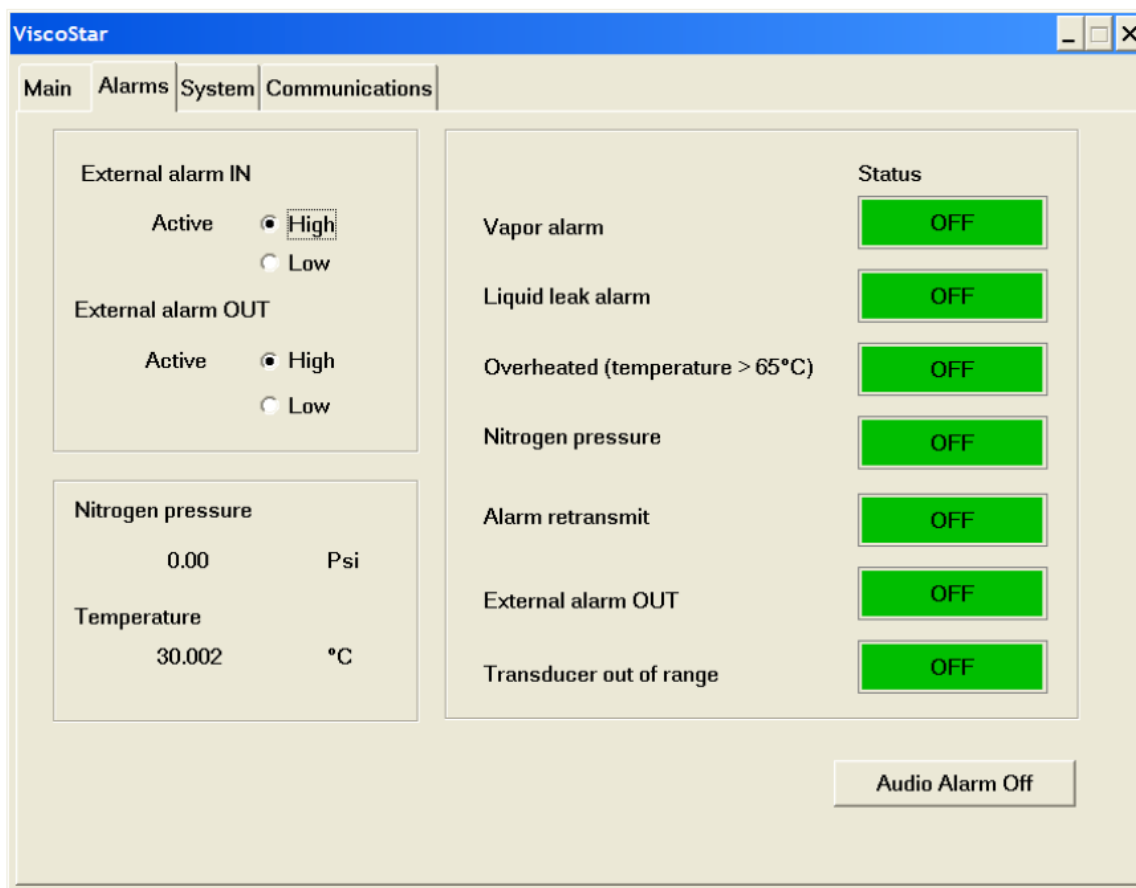 ViscoStar
Main Alarms System Communications
External alarm IN
Active High
Low
External alarm OUT
Active High
Low
Nitrogen pressure
0.00 Psi
Temperature
30.002 °C
Status
Vapor alarm OFF
Liquid leak alarm OFF
Overheated (temperature > 65°C) OFF
Nitrogen pressure OFF
Alarm retransmit OFF
External alarm OUT OFF
Transducer out of range OFF
Audio Alarm Off